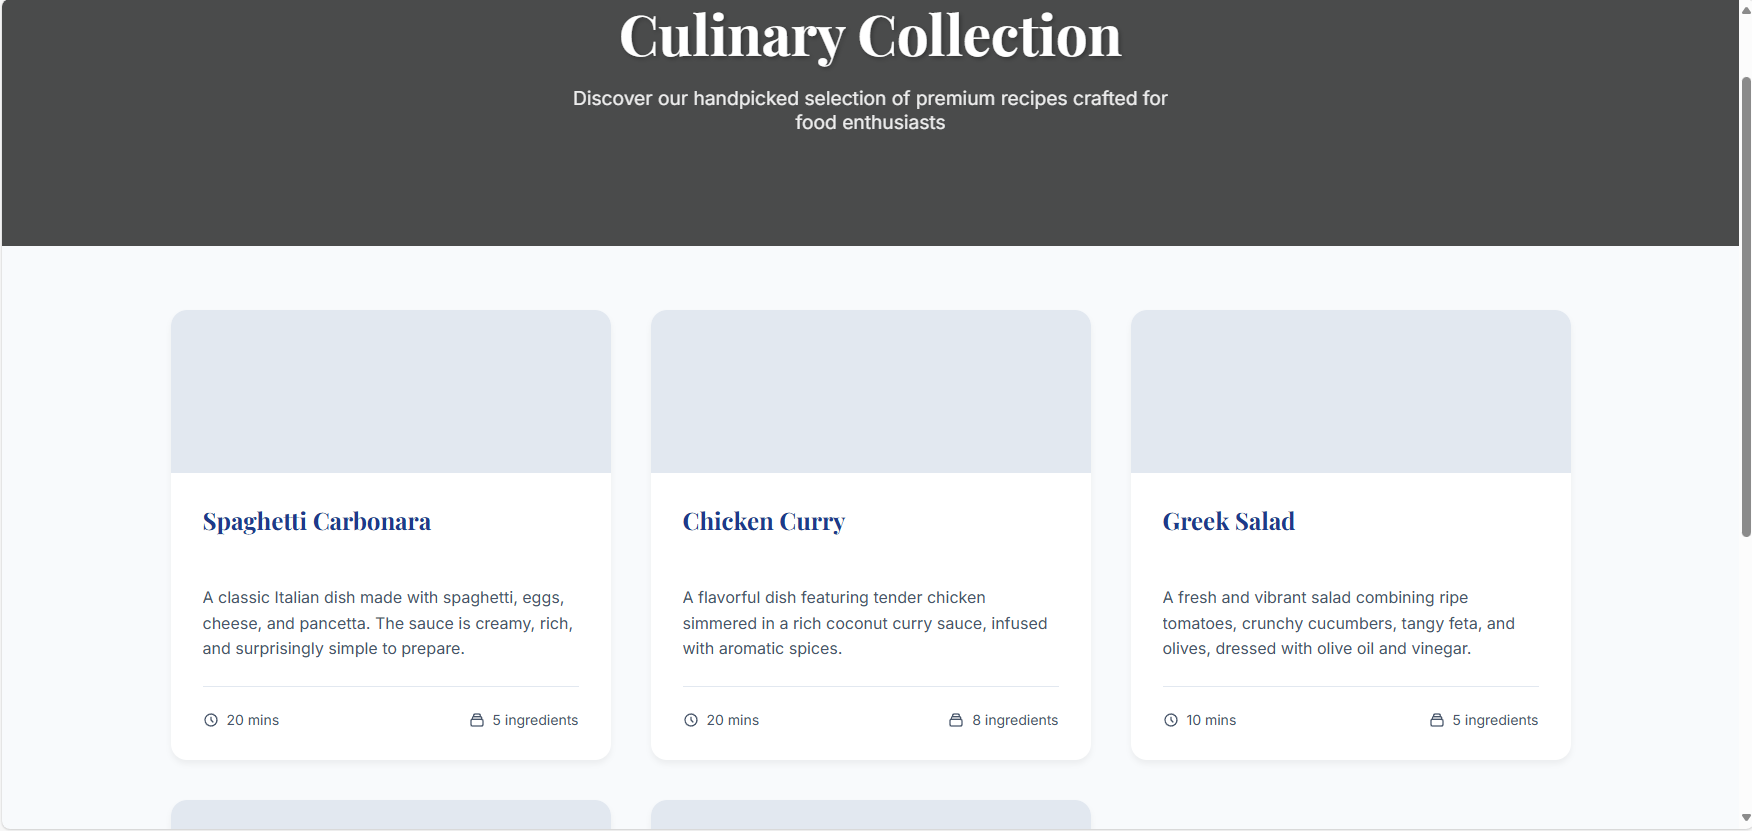 Culinary Collection
Discover our handpicked selection of premium recipes crafted for
food enthusiasts
Spaghetti Carbonara
A classic Italian dish made with spaghetti, eggs,
cheese, and pancetta. The sauce is creamy, rich,
and surprisingly simple to prepare.
20 mins
5 ingredients
Chicken Curry
A flavorful dish featuring tender chicken
simmered in a rich coconut curry sauce, infused
with aromatic spices.
20 mins
8 ingredients
Greek Salad
A fresh and vibrant salad combining ripe
tomatoes, crunchy cucumbers, tangy feta, and
olives, dressed with olive oil and vinegar.
10 mins
5 ingredients